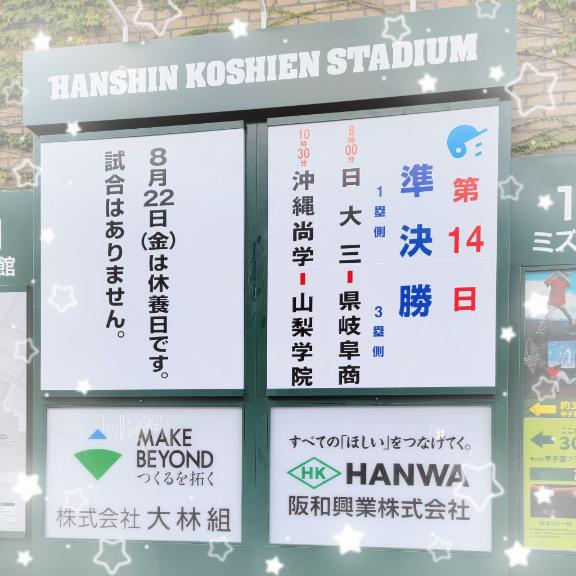 HANSHIN KOSHIEN STADIUM
第14日
準決勝
1塁側
3塁側
8時00分 日大三ー県岐阜商
10時30分 沖縄尚学ー山梨学院
8月22日(金)は休養日です。
試合はありません。
MAKE
BEYOND
つくるを拓く
株式会社 大林組
すべての「ほしい」をつなげてく。
HK HANWA
阪和興業株式会社
館
ミズ